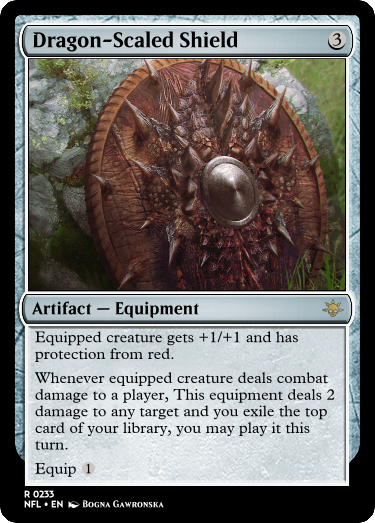 Dragon-Scaled Shield 3
Artifact — Equipment
Equipped creature gets +1/+1 and has
protection from red.
Whenever equipped creature deals combat
damage to a player, This equipment deals 2
damage to any target and you exile the top
card of your library, you may play it this
turn.
Equip 1
R 0233
NFL • EN Bogna Gawronska